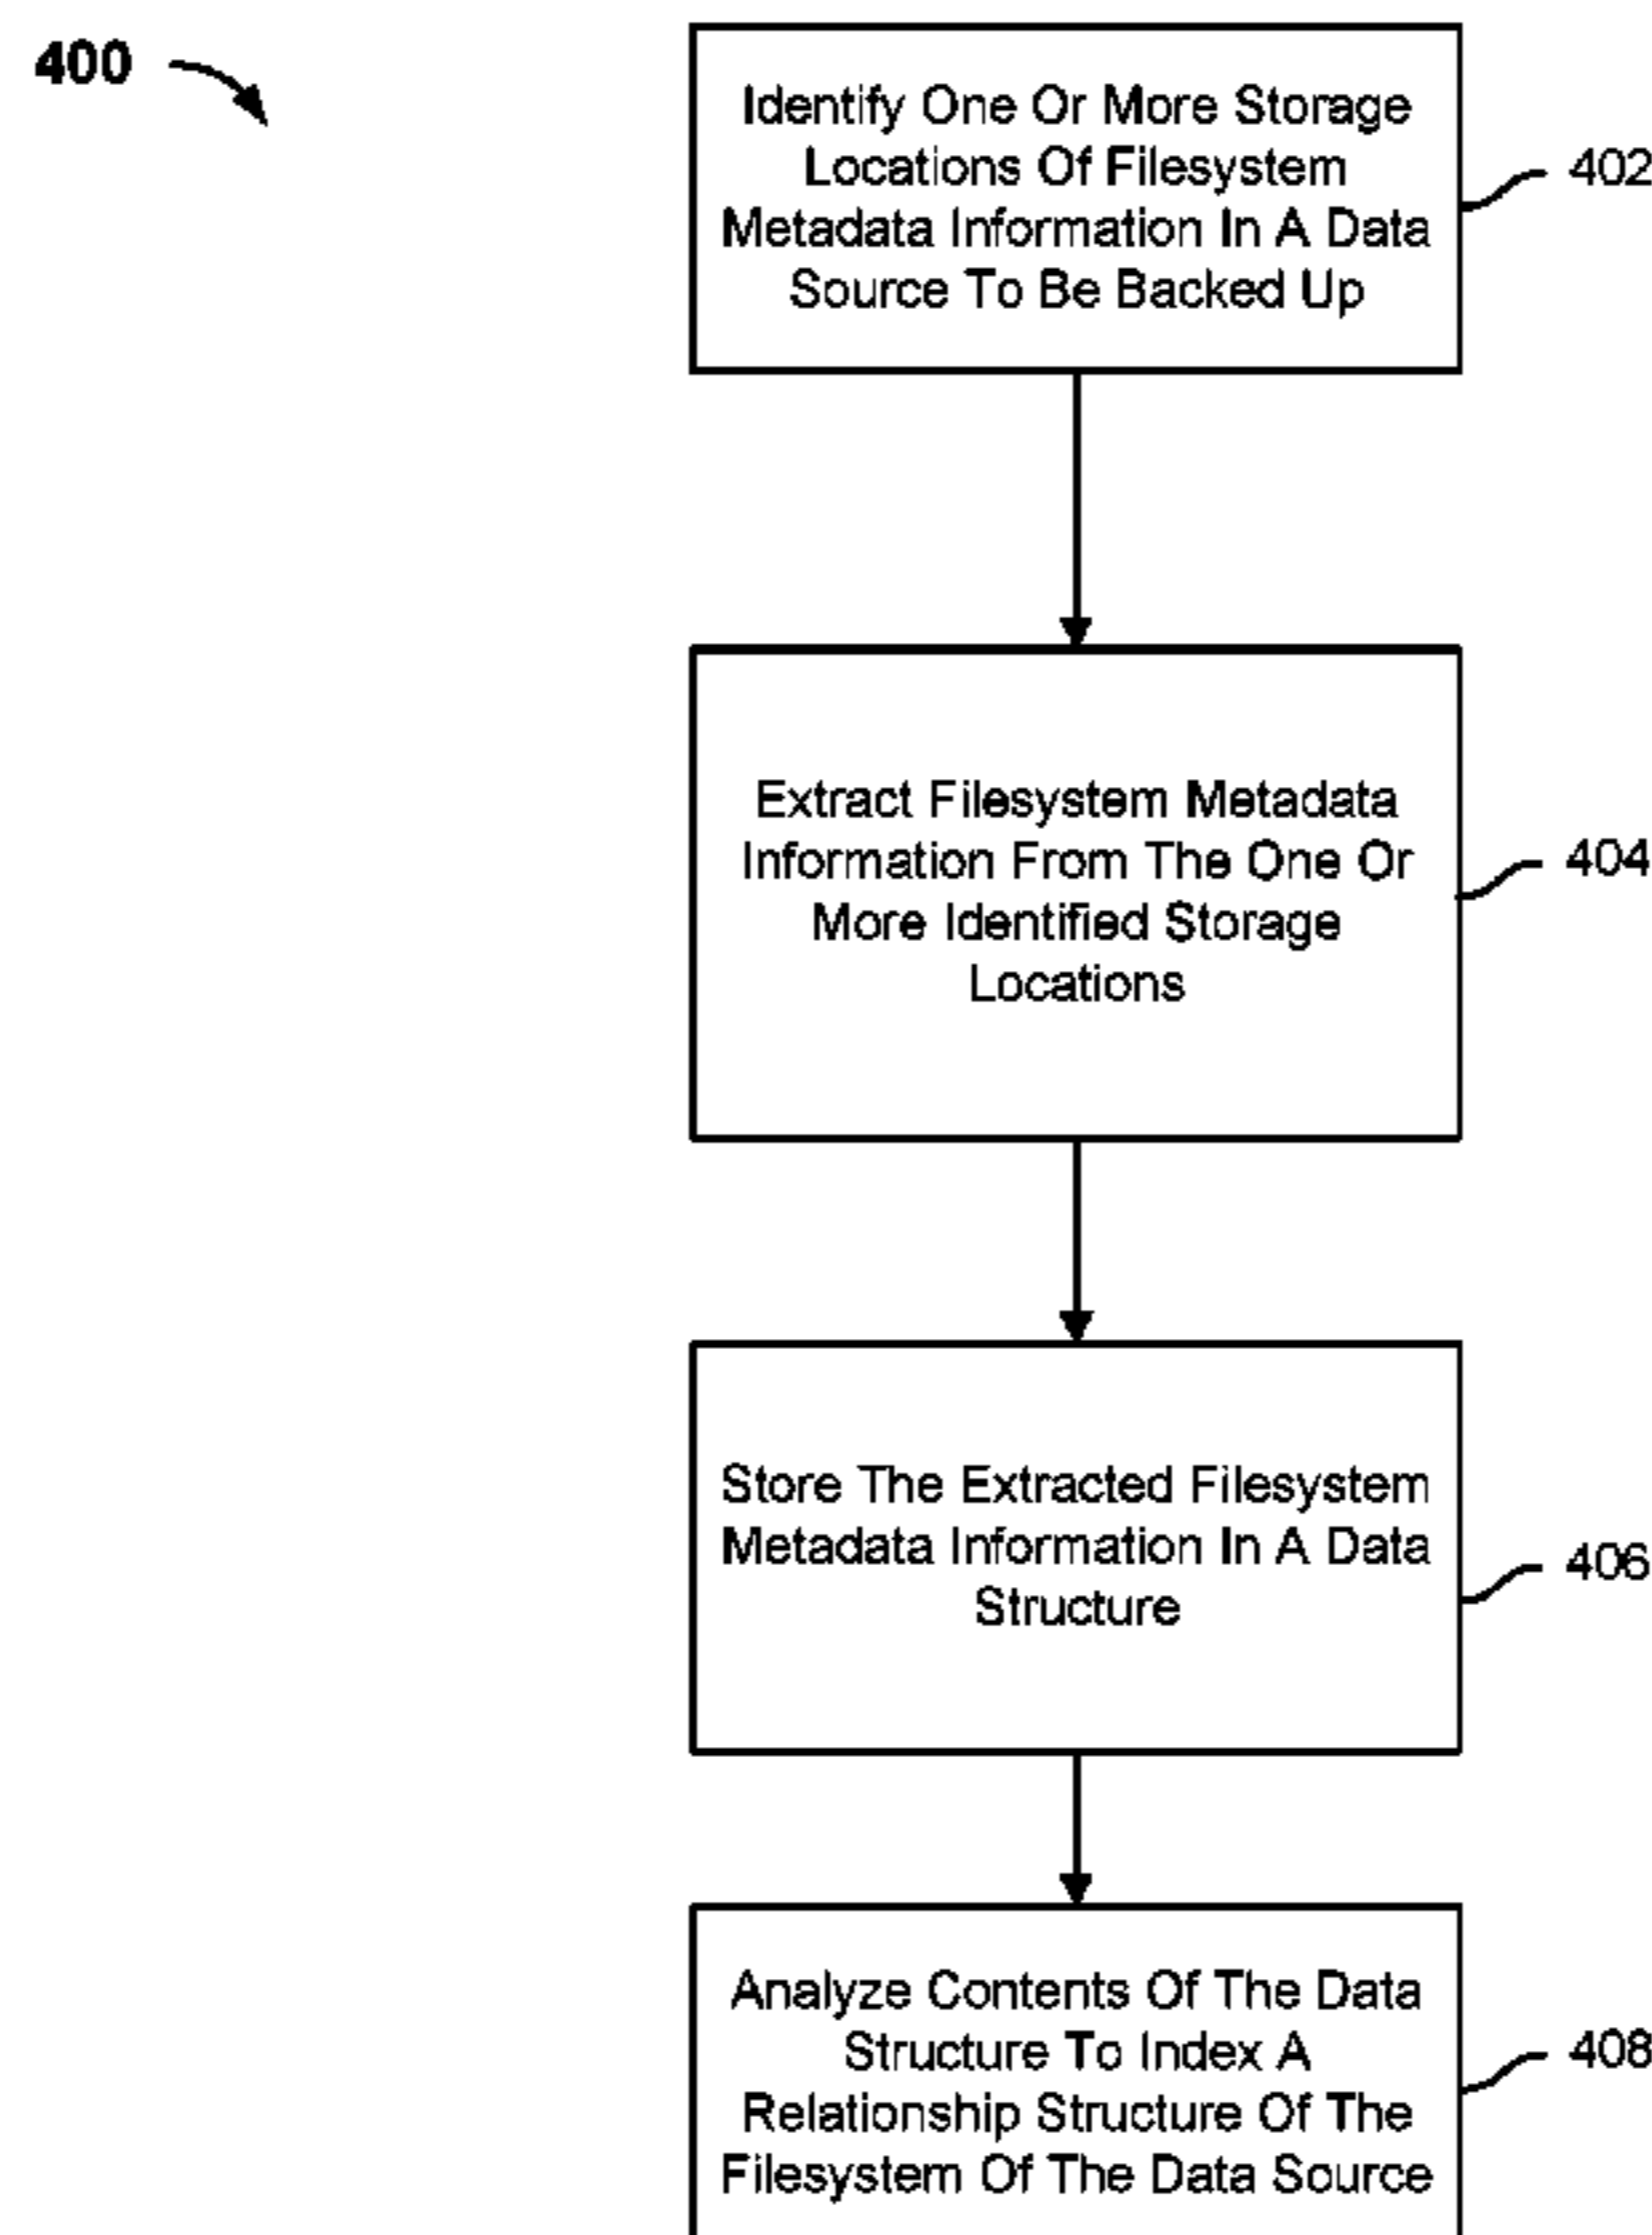 400
Identify One Or More Storage
Locations Of Filesystem
Metadata Information In A Data
Source To Be Backed Up
402
Extract Filesystem Metadata
Information From The One Or
More Identified Storage
Locations
404
Store The Extracted Filesystem
Metadata Information In A Data
Structure
406
Analyze Contents Of The Data
Structure To Index A
Relationship Structure Of The
Filesystem Of The Data Source
408